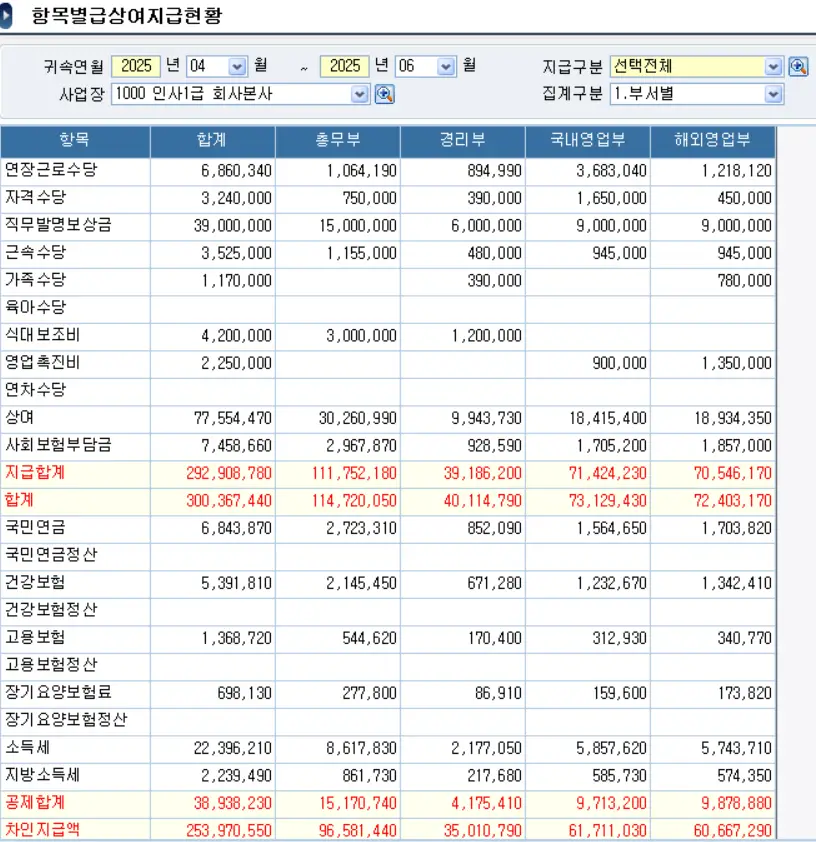 항목별급상여지급현황
귀속연월 2025 년 04 월 ~ 2025 년 06 월 지급구분 선택전체
사업장 1000 인사1급 회사본사 집계구분 1.부서별
항목 합계 총무부 경리부 국내영업부 해외영업부
연장근로수당 6,860,340 1,064,190 894,990 3,683,040 1,218,120
자격수당 3,240,000 750,000 390,000 1,650,000 450,000
직무발명보상금 39,000,000 15,000,000 6,000,000 9,000,000 9,000,000
근속수당 3,525,000 1,155,000 480,000 945,000 945,000
가족수당 1,170,000 390,000 780,000
육아수당
식대보조비 4,200,000 3,000,000 1,200,000
영업촉진비 2,250,000 900,000 1,350,000
연차수당
상여 77,554,470 30,260,990 9,943,730 18,415,400 18,934,350
사회보험부담금 7,458,660 2,967,870 928,590 1,705,200 1,857,000
지급합계 292,908,780 111,752,180 39,186,200 71,424,230 70,546,170
합계 300,367,440 114,720,050 40,114,790 73,129,430 72,403,170
국민연금 6,843,870 2,723,310 852,090 1,564,650 1,703,820
국민연금정산
건강보험 5,391,810 2,145,450 671,280 1,232,670 1,342,410
건강보험정산
고용보험 1,368,720 544,620 170,400 312,930 340,770
고용보험정산
장기요양보험료 698,130 277,800 86,910 159,600 173,820
장기요양보험정산
소득세 22,396,210 8,617,830 2,177,050 5,857,620 5,743,710
지방소득세 2,239,490 861,730 217,680 585,730 574,350
공제합계 38,938,230 15,170,740 4,175,410 9,713,200 9,878,880
차인지급액 253,970,550 96,581,440 35,010,790 61,711,030 60,667,290